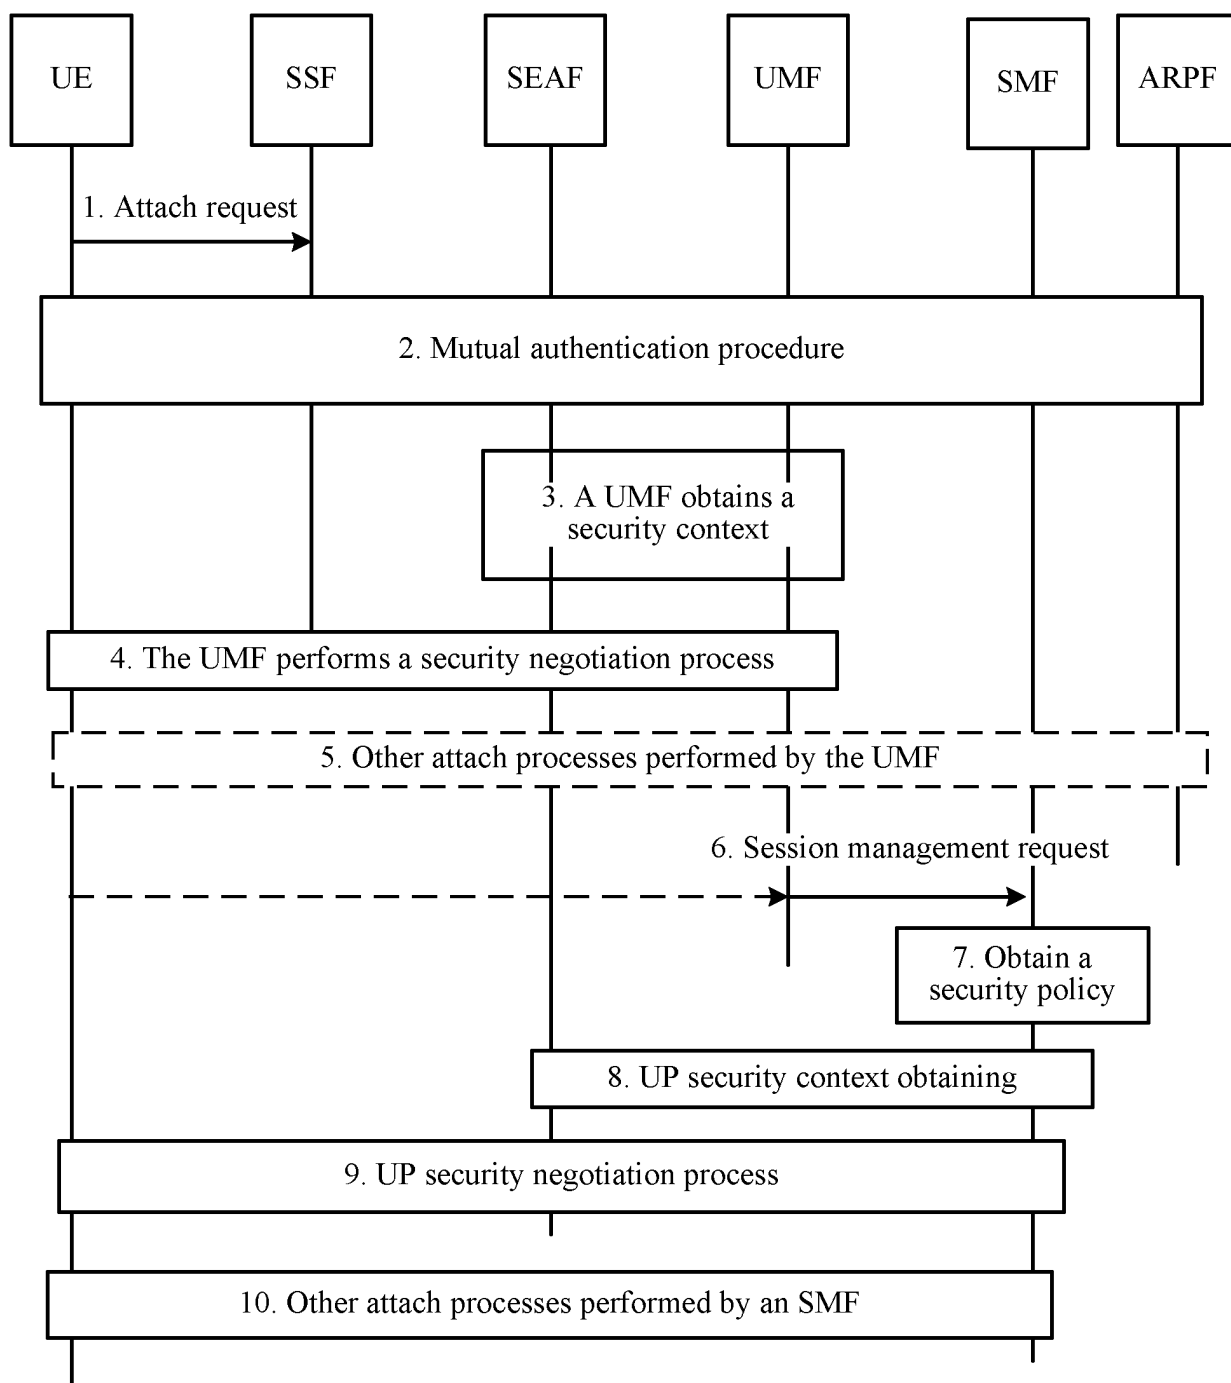 UE
SSF
SEAF
UMF
SMF
ARPF
1. Attach request
2. Mutual authentication procedure
3. A UMF obtains a
security context
4. The UMF performs a security negotiation process
5. Other attach processes performed by the UMF
6. Session management request
7. Obtain a
security policy
8. UP security context obtaining
9. UP security negotiation process
10. Other attach processes performed by an SMF